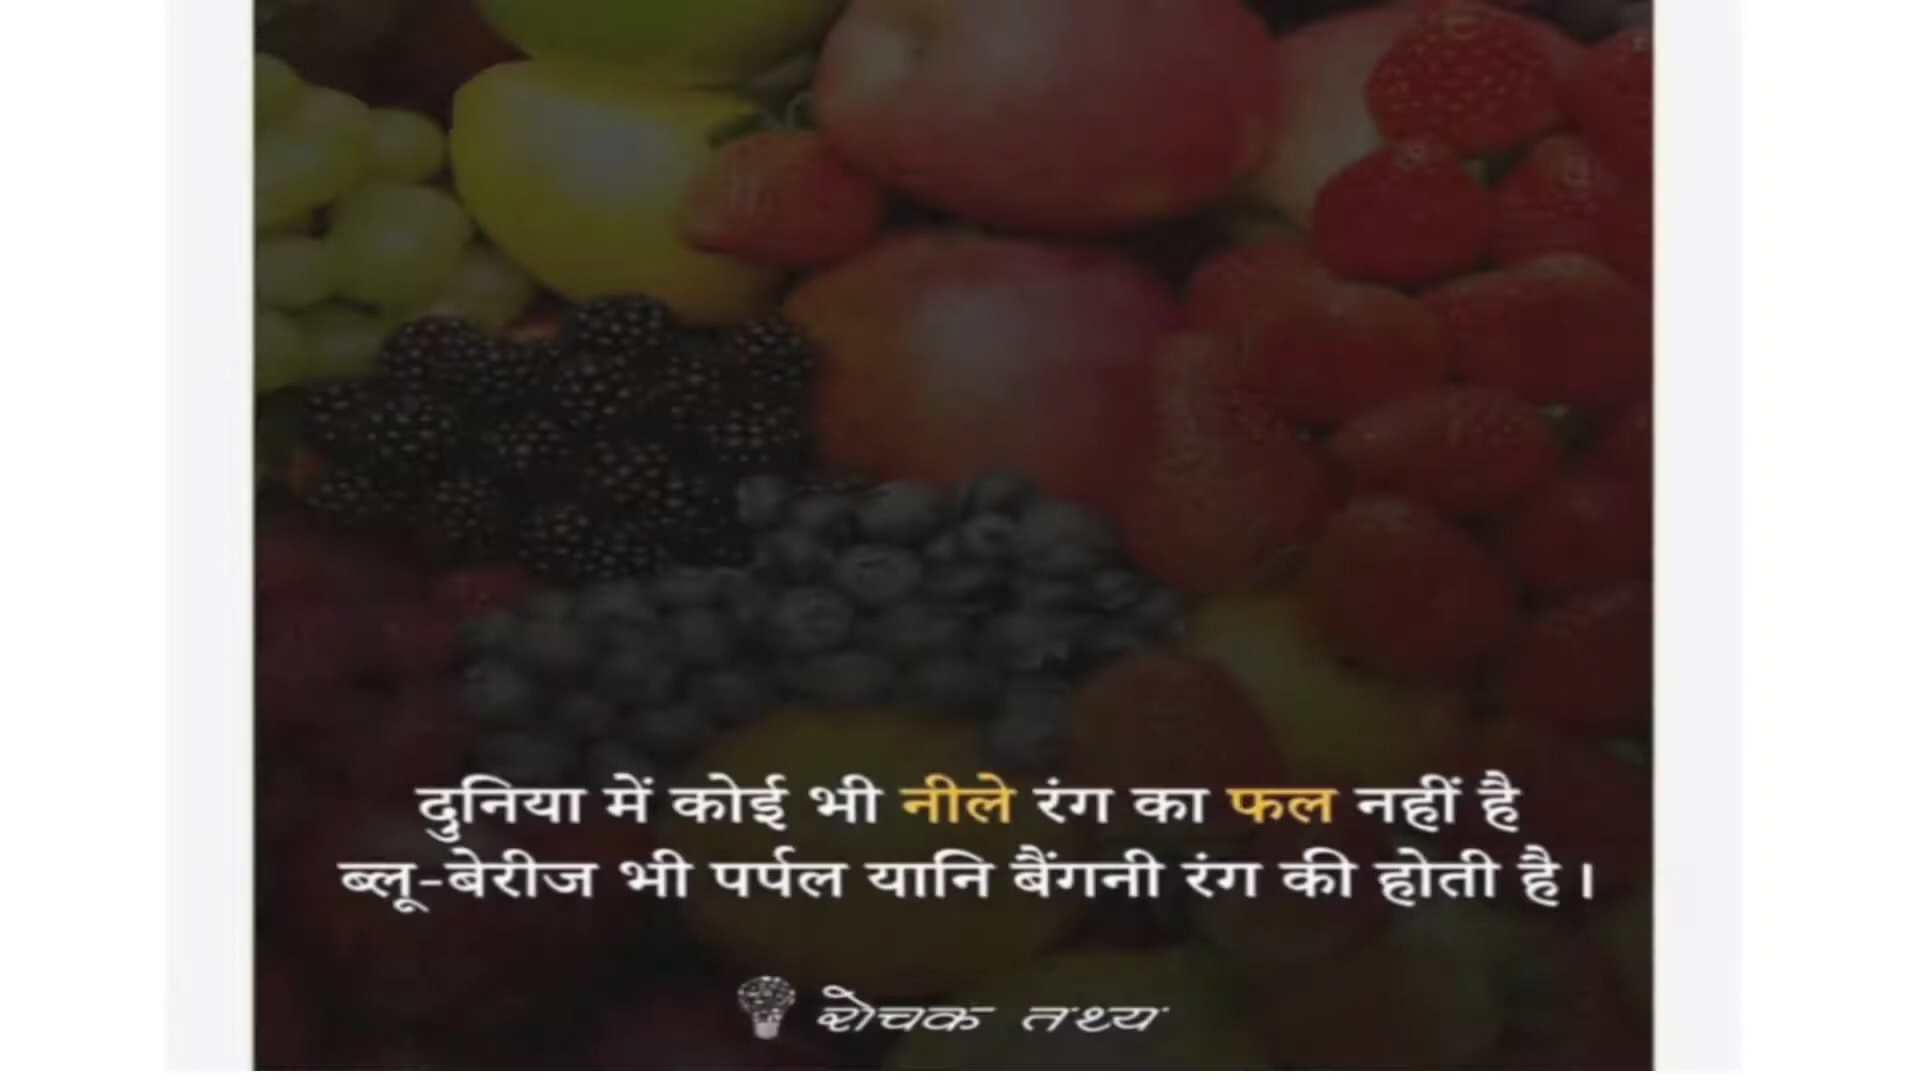 दुनिया में कोई भी नीले रंग का फल नहीं है
ब्लू-बेरीज भी पर्पल यानि बैंगनी रंग की होती है।
रोचक तथ्य